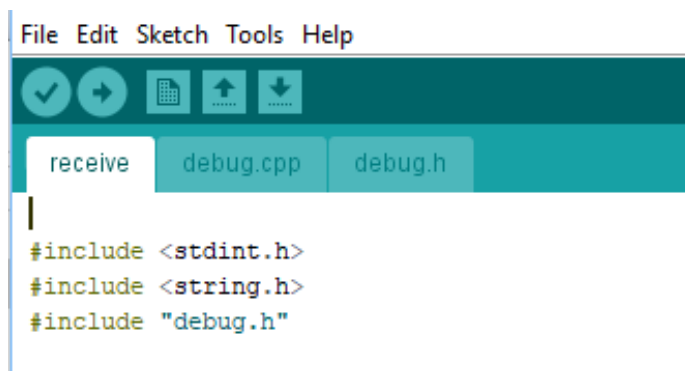 File Edit Sketch Tools Help
receive debug.cpp debug.h
#include <stdint.h>
#include <string.h>
#include "debug.h"